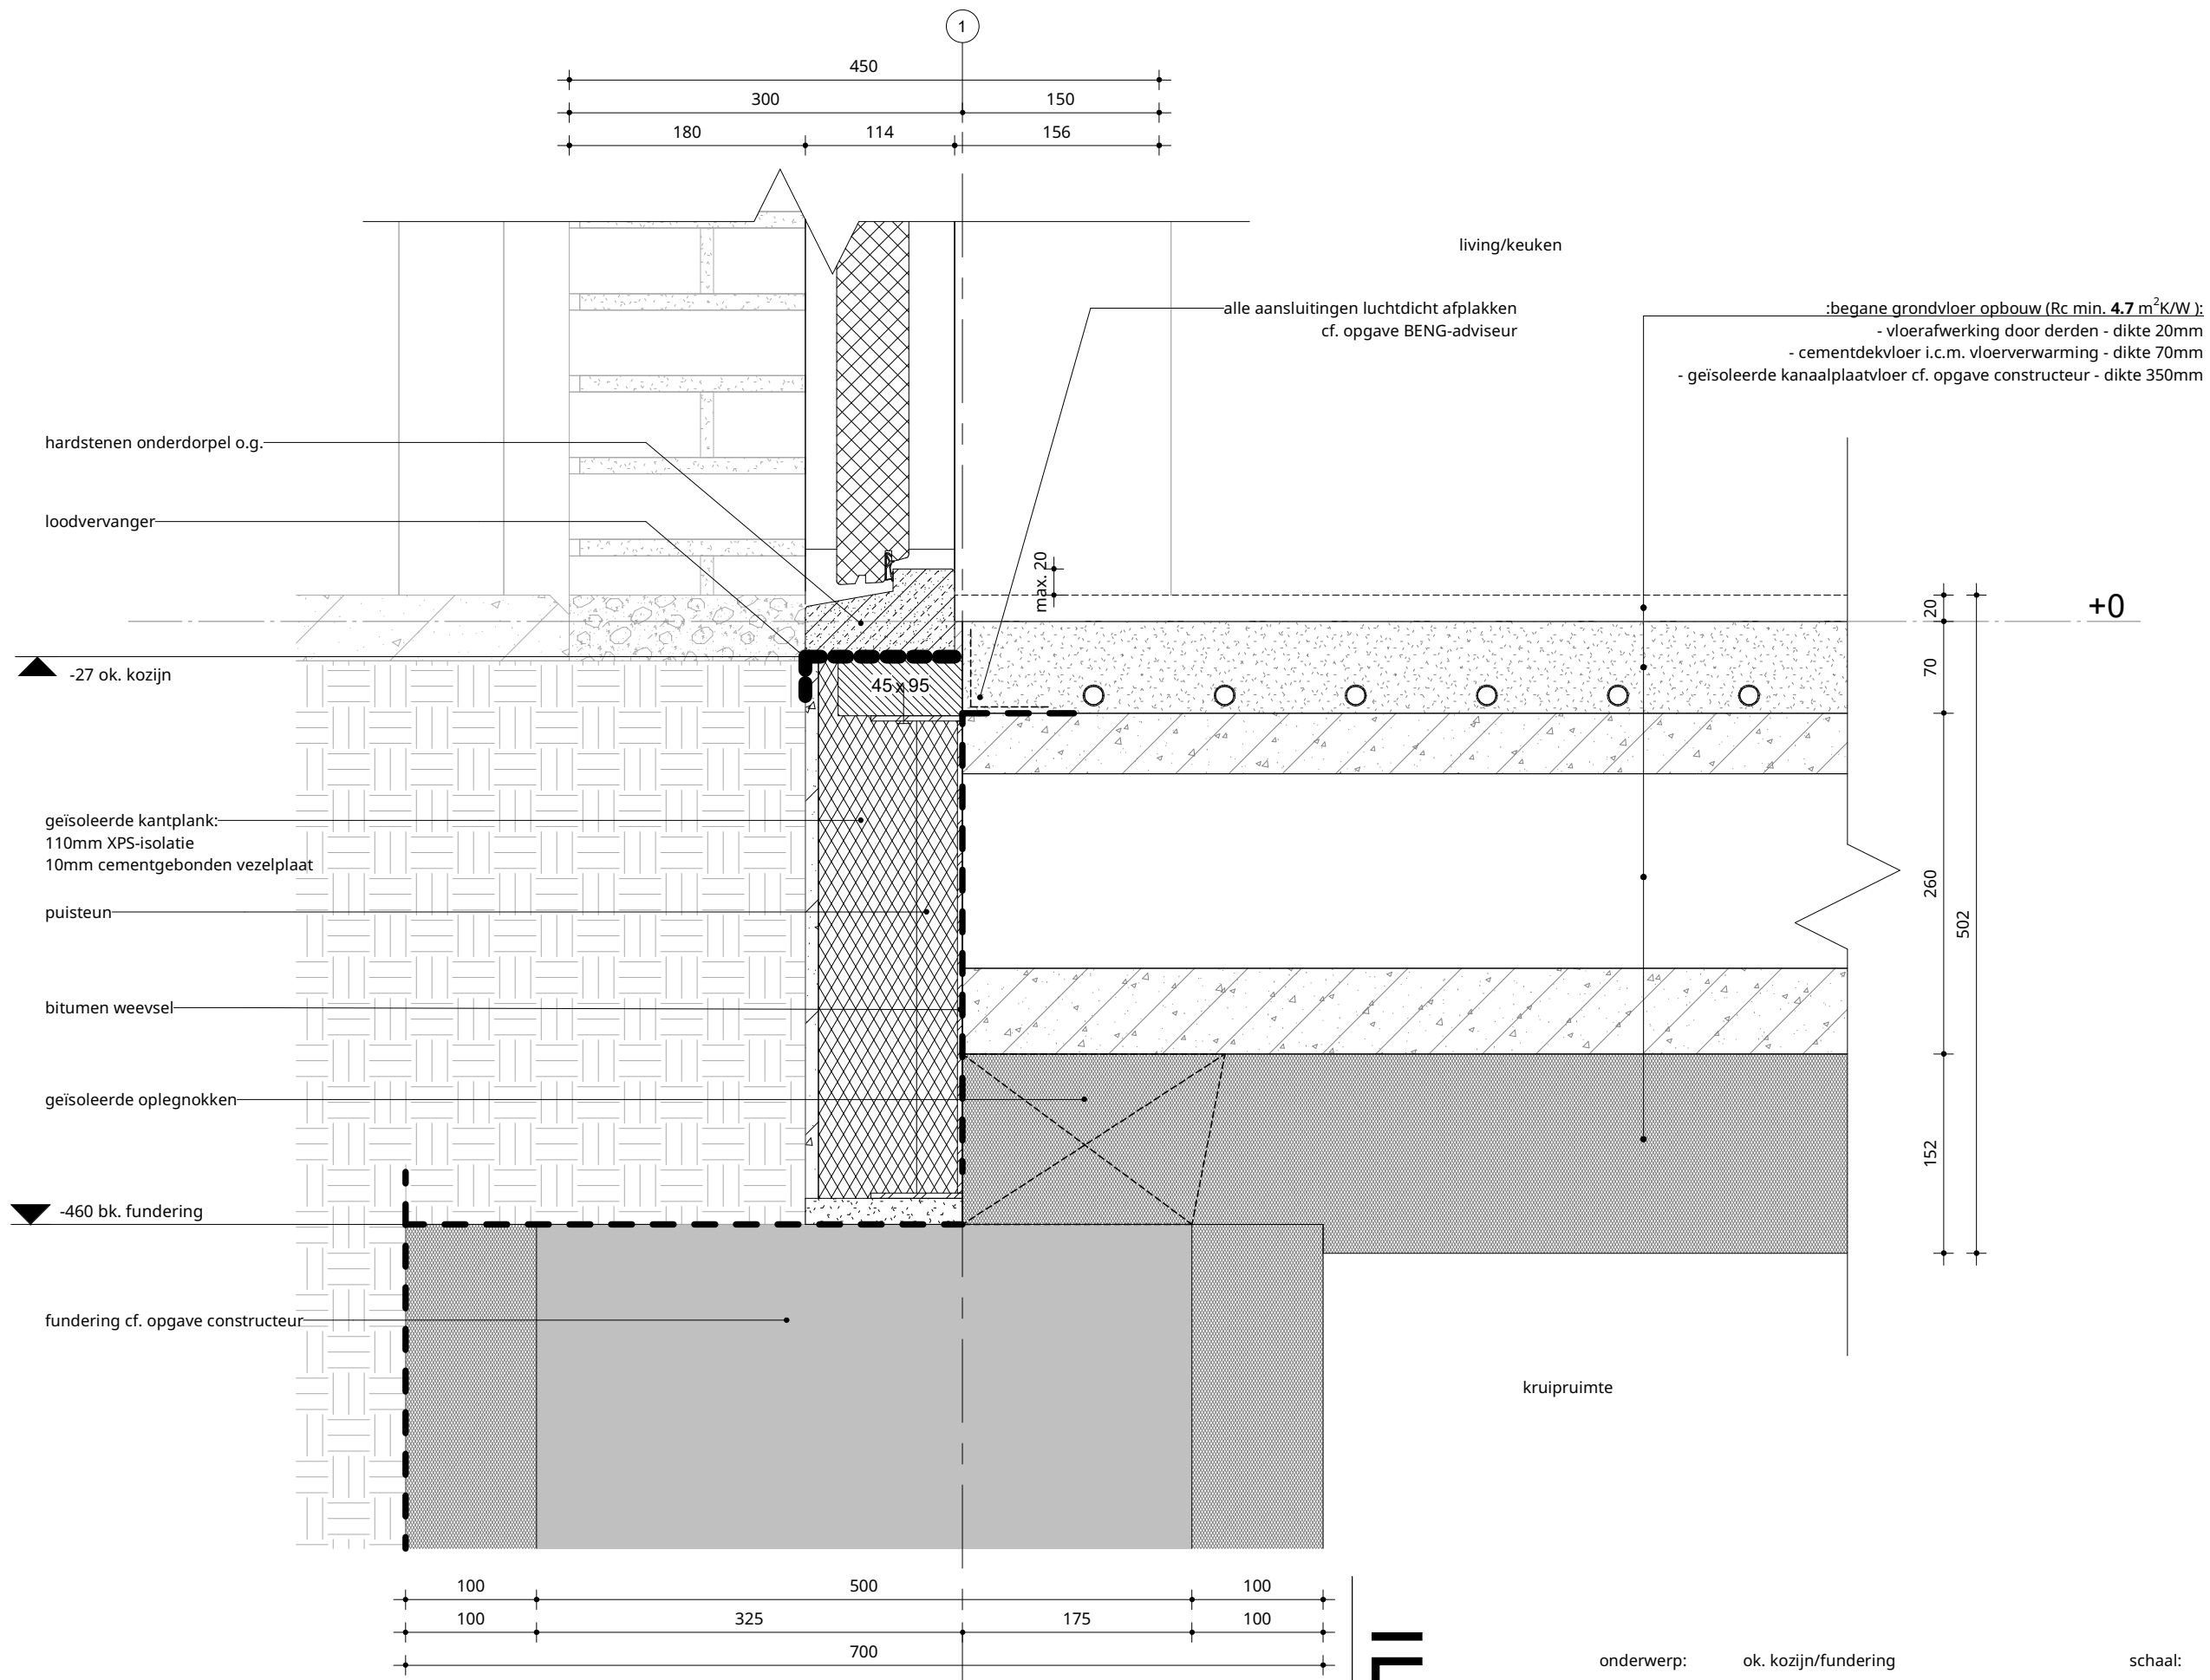 1
450
300 150
180 114 156
living/keuken
alle aansluitingen luchtdicht afplakken
cf. opgave BENG-adviseur
:begane grondvloer opbouw (Rc min. 4.7 m²K/W ):
- vloerafwerking door derden - dikte 20mm
- cementdekvloer i.c.m. vloerverwarming - dikte 70mm
- geïsoleerde kanaalplaatvloer cf. opgave constructeur - dikte 350mm
hardstenen onderdorpel o.g.
loodvervanger
max. 20
20
+0
-27 ok. kozijn
45 x 95
70
geïsoleerde kantplank:
110mm XPS-isolatie
10mm cementgebonden vezelplaat
260
puisteun
502
bitumen weevsel
geïsoleerde oplegnokken
152
-460 bk. fundering
fundering cf. opgave constructeur
kruipruimte
100 500 100
100 325 175 100
700
onderwerp: ok. kozijn/fundering schaal: